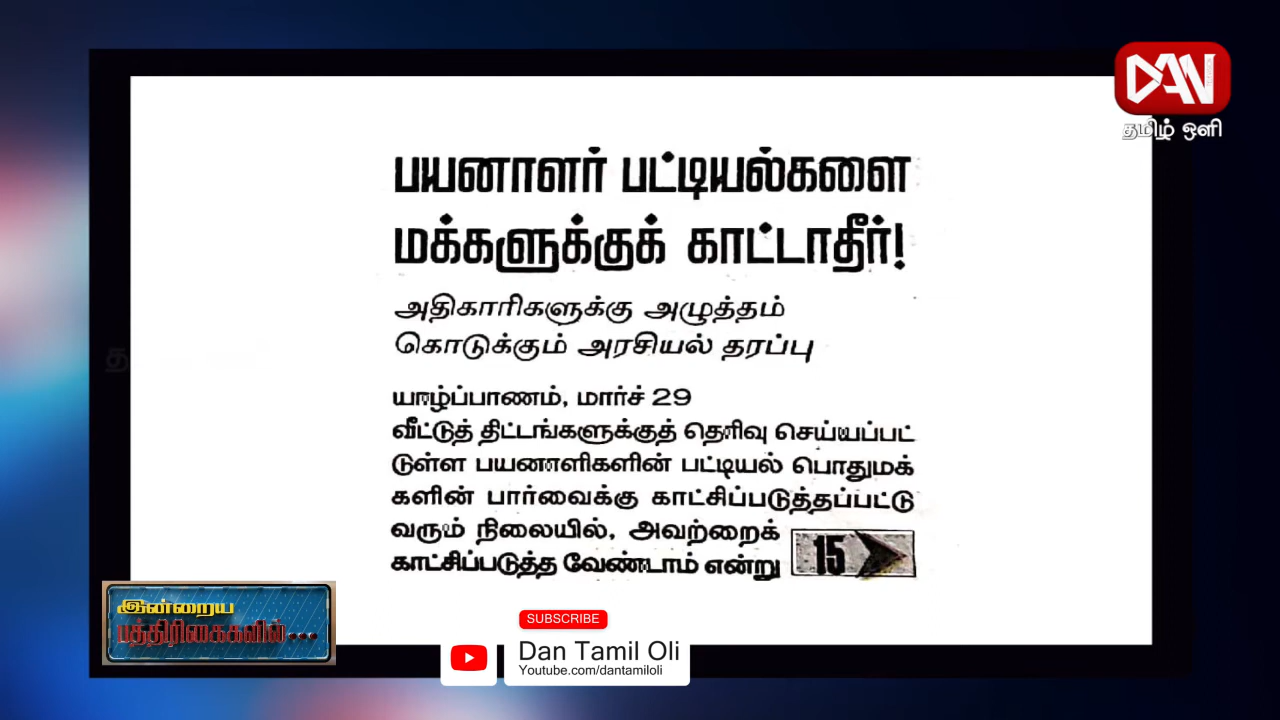 DAN
தமிழ் ஒளி
பயனாளர் பட்டியல்களை
மக்களுக்குக் காட்டாதீர்!
அதிகாரிகளுக்கு அழுத்தம்
கொடுக்கும் அரசியல் தரப்பு
யாழ்ப்பாணம், மார்ச் 29
வீட்டுத் திட்டங்களுக்குத் தெரிவு செய்யப்பட்
டுள்ள பயனாளிகளின் பட்டியல் பொதுமக்
களின் பார்வைக்கு காட்சிப்படுத்தப்பட்டு
வரும் நிலையில், அவற்றைக்
காட்சிப்படுத்த வேண்டாம் என்று
15
இன்றைய
பத்திரிகைகளில்...
SUBSCRIBE
Dan Tamil Oli
Youtube.com/dantamiloli